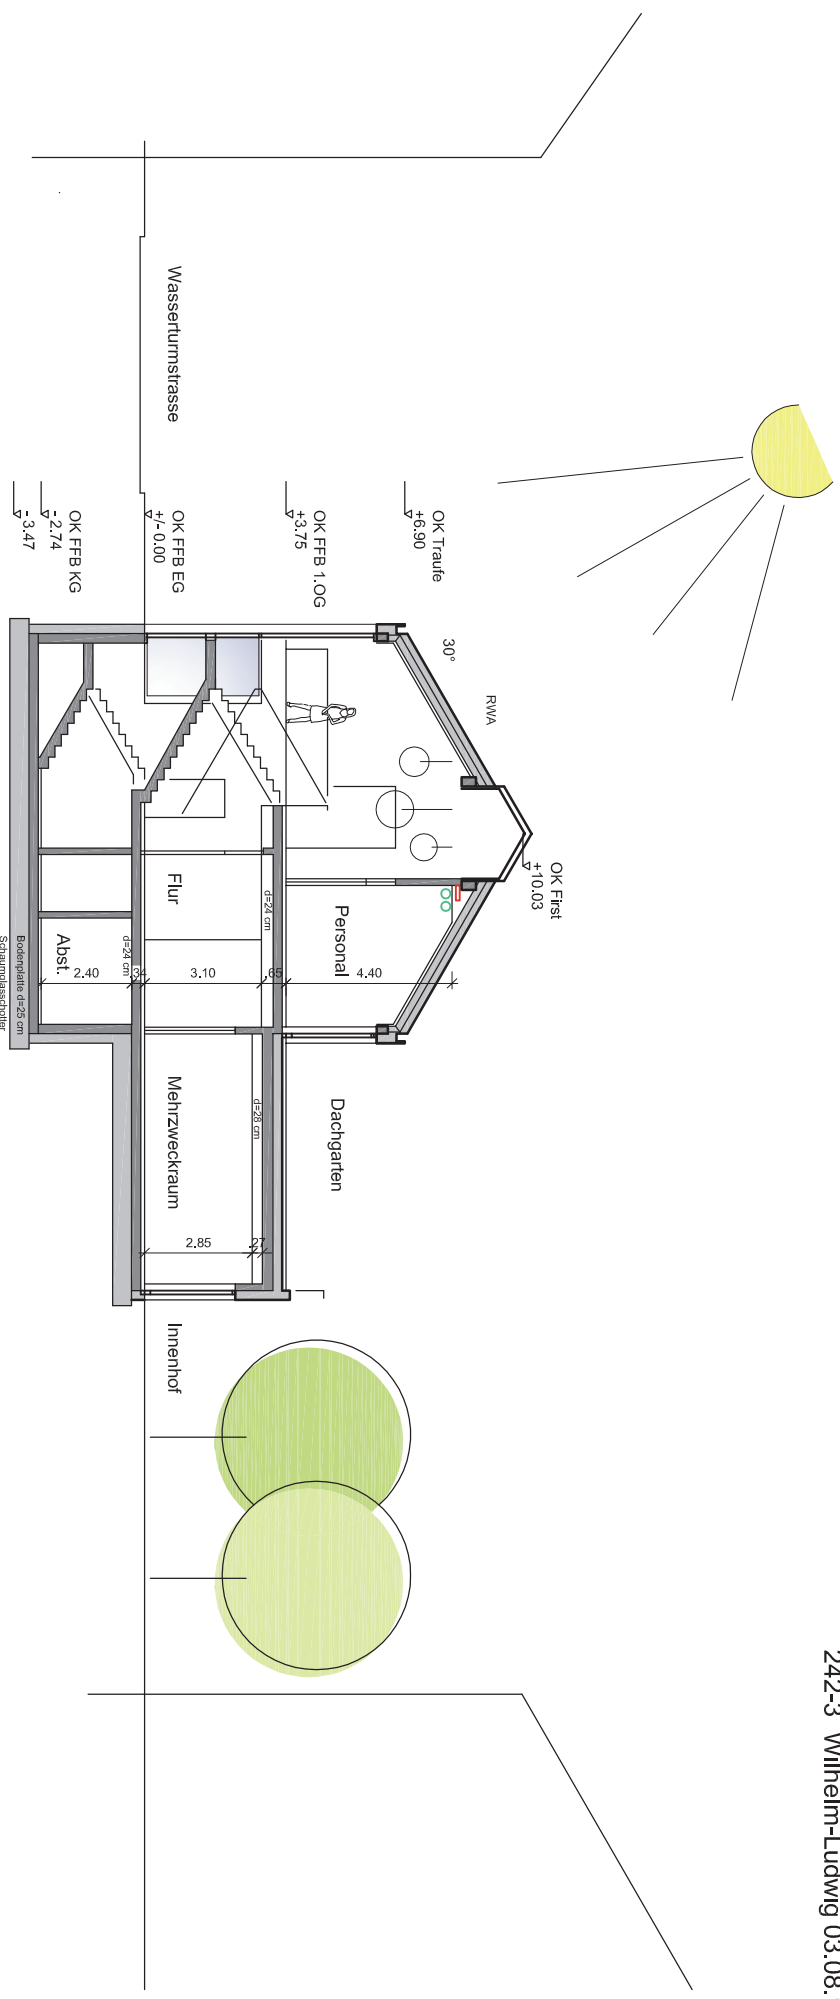 242-3 Wilhelm-Ludwig 03.08.
OK First
+10.03
RWA
30°
OK Traufe
+6.90
OK FFB 1.OG
+3.75
OK FFB EG
+/- 0.00
OK FFB KG
- 2.74
- 3.47
Wasserturmstrasse
Personal
4.40
Dachgarten
d=24 cm
.65
d=28 cm
.27
Flur
3.10
Mehrzweckraum
2.85
Innenhof
.34
d=24 cm
Abst.
2.40
Bodenplatte d=25 cm
Schaumglasschotter